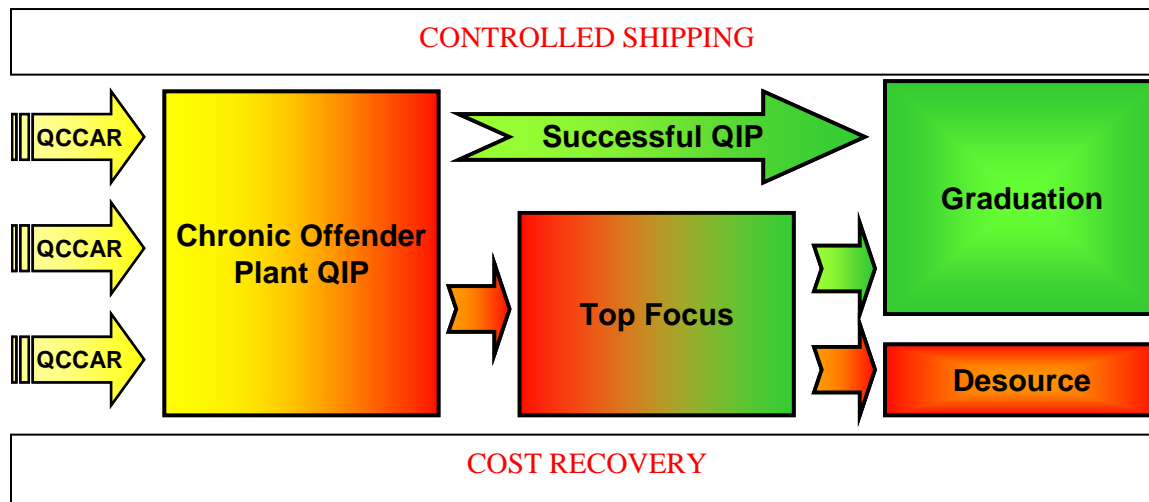 CONTROLLED SHIPPING
QCCAR
QCCAR
QCCAR
Chronic Offender
Plant QIP
Successful QIP
Top Focus
Graduation
Desource
COST RECOVERY